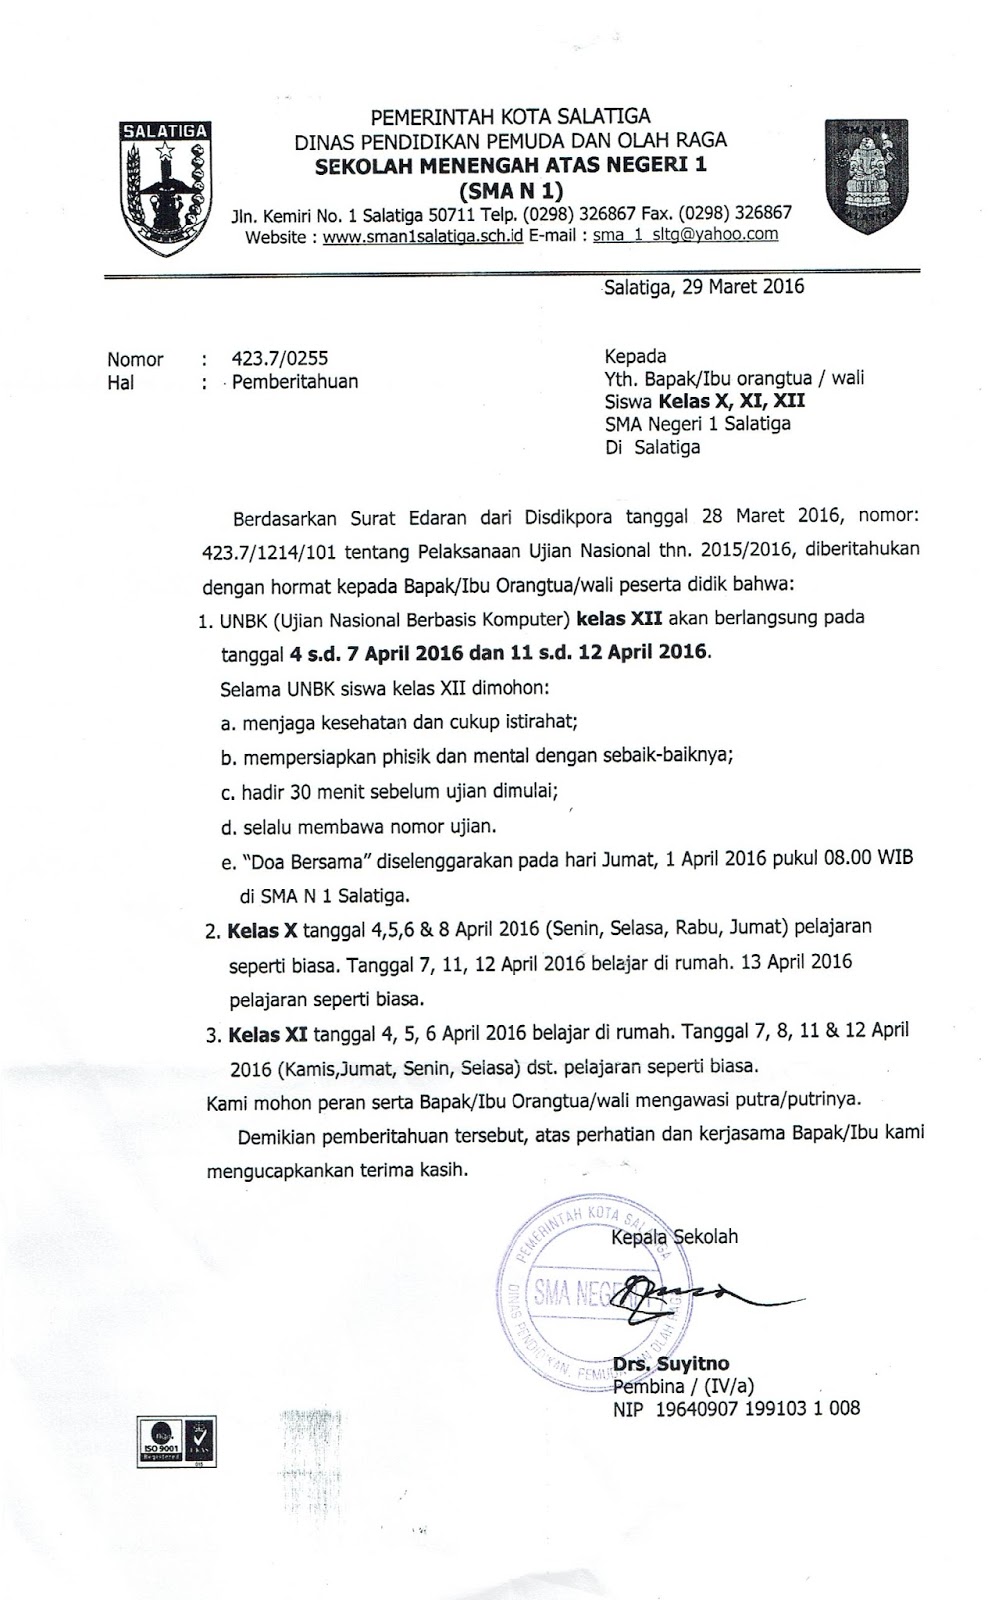 PEMERINTAH KOTA SALATIGA
DINAS PENDIDIKAN PEMUDA DAN OLAH RAGA
SEKOLAH MENENGAH ATAS NEGERI 1
(SMA N 1)
Jln. Kemiri No. 1 Salatiga 50711 Telp. (0298) 326867 Fax. (0298) 326867
Website : www.sman1salatiga.sch.id E-mail : sma_1_sltg@yahoo.com
SALATIGA
SMA N 1
Salatiga, 29 Maret 2016
Nomor : 423.7/0255
Hal : Pemberitahuan
Kepada
Yth. Bapak/Ibu orangtua / wali
Siswa Kelas X, XI, XII
SMA Negeri 1 Salatiga
Di Salatiga
Berdasarkan Surat Edaran dari Disdikpora tanggal 28 Maret 2016, nomor:
423.7/1214/101 tentang Pelaksanaan Ujian Nasional thn. 2015/2016, diberitahukan
dengan hormat kepada Bapak/Ibu Orangtua/wali peserta didik bahwa:
1. UNBK (Ujian Nasional Berbasis Komputer) kelas XII akan berlangsung pada
tanggal 4 s.d. 7 April 2016 dan 11 s.d. 12 April 2016.
Selama UNBK siswa kelas XII dimohon:
a. menjaga kesehatan dan cukup istirahat;
b. mempersiapkan phisik dan mental dengan sebaik-baiknya;
c. hadir 30 menit sebelum ujian dimulai;
d. selalu membawa nomor ujian.
e. "Doa Bersama" diselenggarakan pada hari Jumat, 1 April 2016 pukul 08.00 WIB
di SMA N 1 Salatiga.
2. Kelas X tanggal 4,5,6 & 8 April 2016 (Senin, Selasa, Rabu, Jumat) pelajaran
seperti biasa. Tanggal 7, 11, 12 April 2016 belajar di rumah. 13 April 2016
pelajaran seperti biasa.
3. Kelas XI tanggal 4, 5, 6 April 2016 belajar di rumah. Tanggal 7, 8, 11 & 12 April
2016 (Kamis,Jumat, Senin, Selasa) dst. pelajaran seperti biasa.
Kami mohon peran serta Bapak/Ibu Orangtua/wali mengawasi putra/putrinya.
Demikian pemberitahuan tersebut, atas perhatian dan kerjasama Bapak/Ibu kami
mengucapkankan terima kasih.
Kepala Sekolah
PEMERINTAH KOTA SALATIGA
SMA NEGERI 1
DINAS PENDIDIKAN, PEMUDA DAN OLAH RAGA
Drs. Suyitno
Pembina / (IV/a)
NIP 19640907 199103 1 008
ISO 9001
Registered